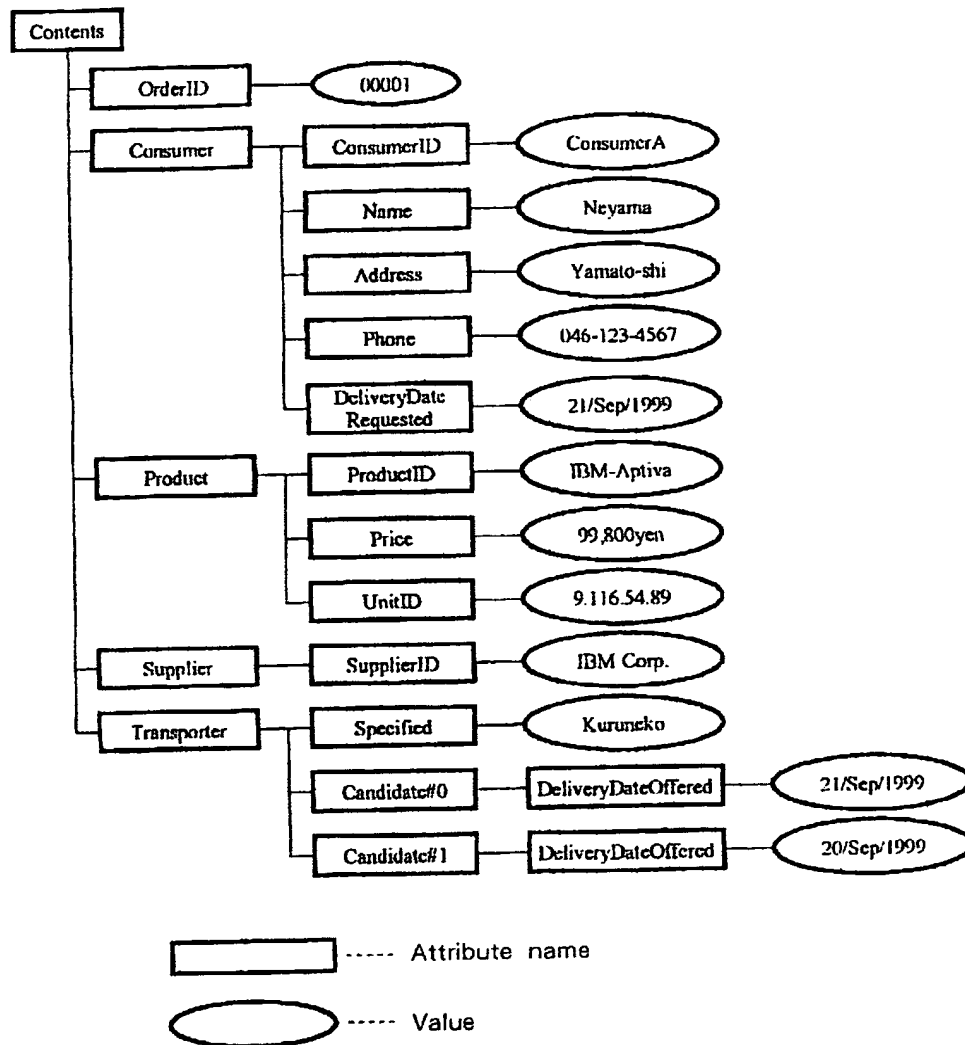 Contents
OrderID
00001
Consumer
ConsumerID
ConsumerA
Name
Neyama
Address
Yamato-shi
Phone
046-123-4567
DeliveryDate
Requested
21/Sep/1999
Product
ProductID
IBM-Aptiva
Price
99,800yen
UnitID
9.116.54.89
Supplier
SupplierID
IBM Corp.
Transporter
Specified
Kuruneko
Candidate#0
DeliveryDateOffered
21/Sep/1999
Candidate#1
DeliveryDateOffered
20/Sep/1999
----- Attribute name
----- Value